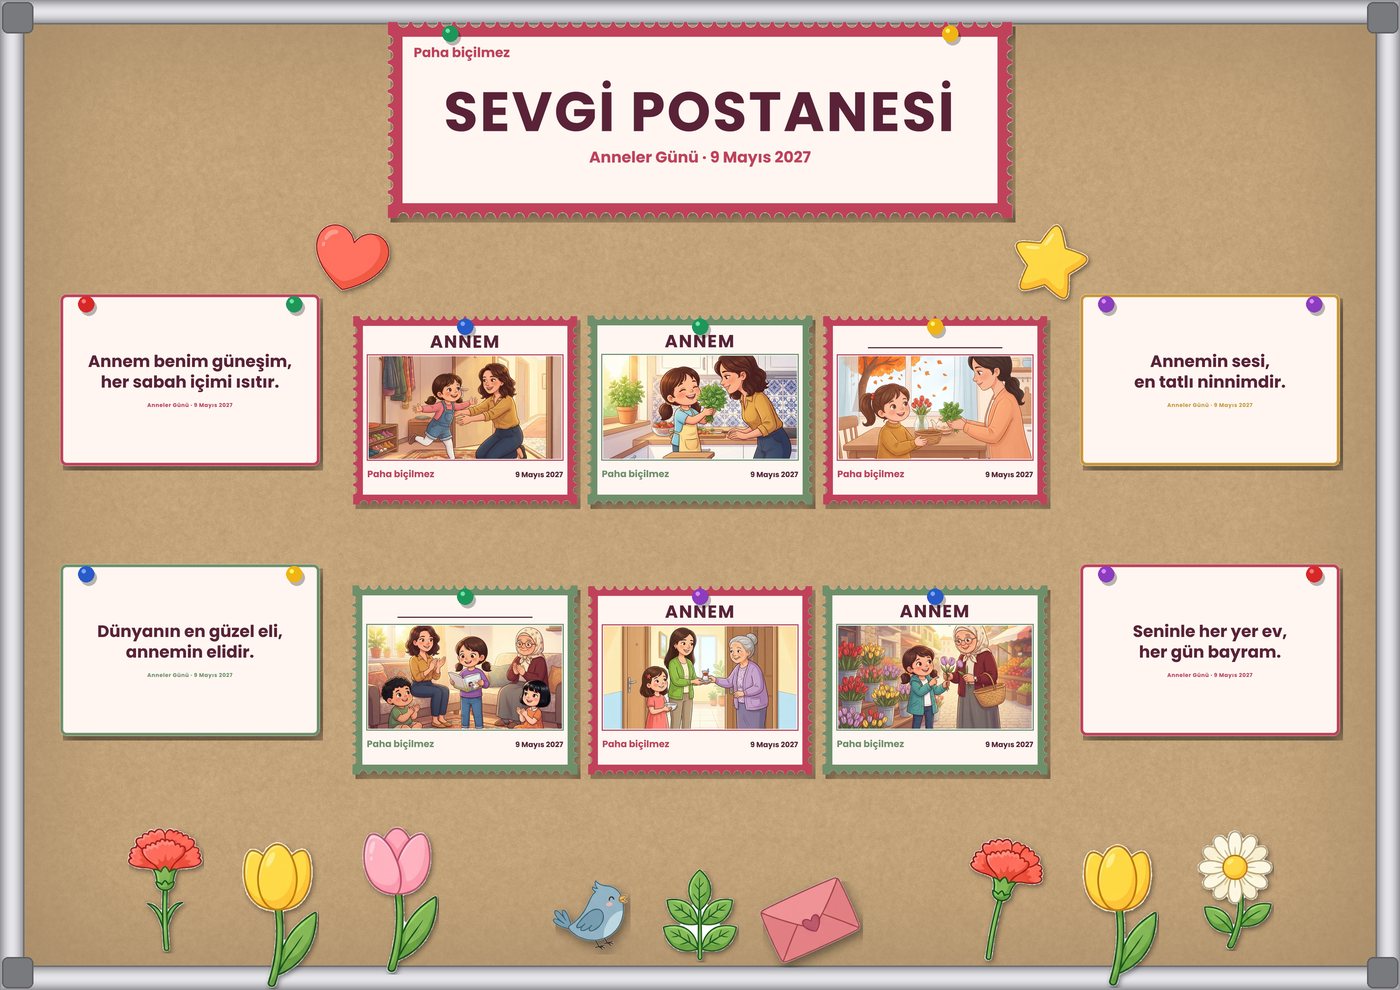 Paha biçilmez
SEVGİ POSTANESİ
Anneler Günü · 9 Mayıs 2027
Annem benim güneşim,
her sabah içimi ısıtır.
Anneler Günü · 9 Mayıs 2027
ANNEM
Paha biçilmez 9 Mayıs 2027
ANNEM
Paha biçilmez 9 Mayıs 2027
Paha biçilmez 9 Mayıs 2027
Annemin sesi,
en tatlı ninnimdir.
Anneler Günü · 9 Mayıs 2027
Dünyanın en güzel eli,
annemin elidir.
Anneler Günü · 9 Mayıs 2027
Paha biçilmez 9 Mayıs 2027
ANNEM
Paha biçilmez 9 Mayıs 2027
ANNEM
Paha biçilmez 9 Mayıs 2027
Seninle her yer ev,
her gün bayram.
Anneler Günü · 9 Mayıs 2027